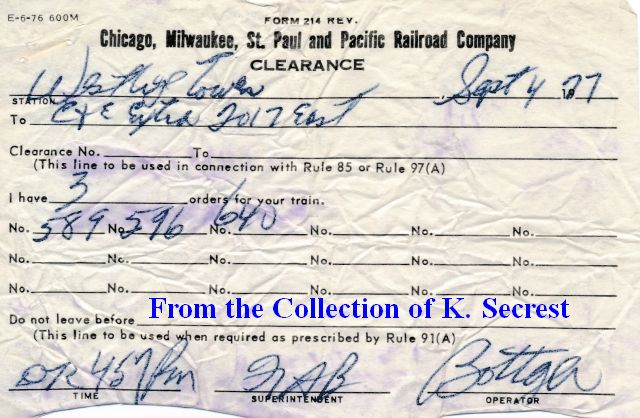 E-6-76 600M
FORM 214 REV.
Chicago, Milwaukee, St. Paul and Pacific Railroad Company
CLEARANCE
Tower Sept 4 1977
STATION
To C&E Extra 2017 East
Clearance No. To
(This line to be used in connection with Rule 85 or Rule 97(A)
I have 3 orders for your train.
No. 589 No. 596 No. 640 No. No. No.
No. No. No. No. No. No.
No. No. No. No. No. No.
From the Collection of K. Secrest
Do not leave before
(This line to be used when required as prescribed by Rule 91(A)
OK 457 Pm
TIME SUPERINTENDENT OPERATOR